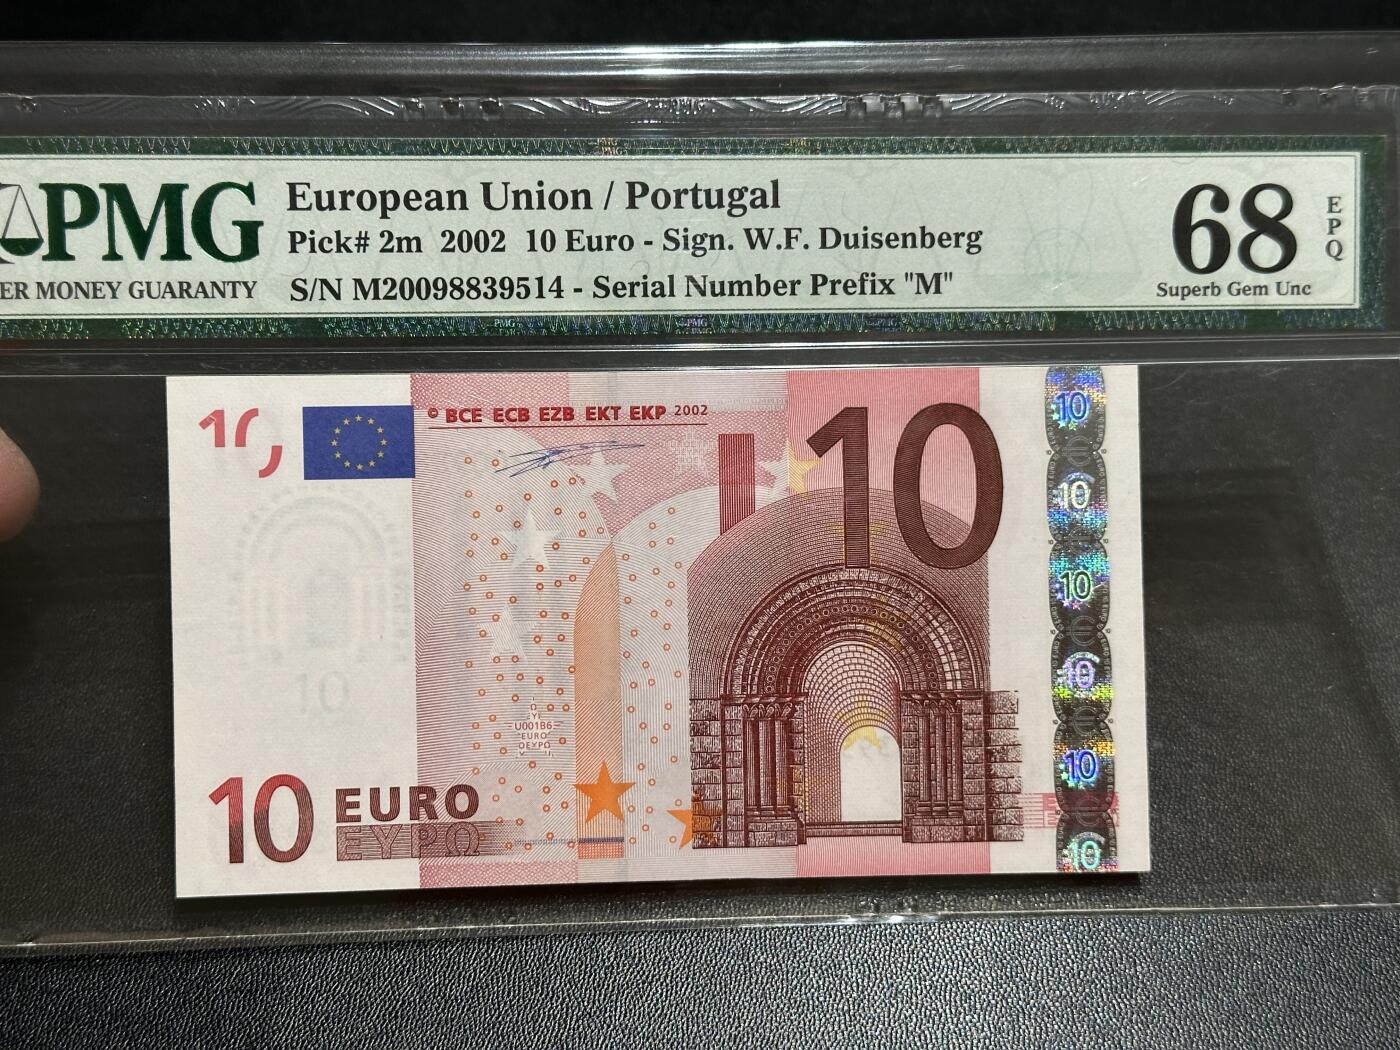 PMG
ER MONEY GUARANTY
European Union / Portugal
Pick# 2m 2002 10 Euro - Sign. W.F. Duisenberg
S/N M20098839514 - Serial Number Prefix "M"
68
EPQ
Superb Gem Unc
© BCE ECB EZB EKT EKP 2002
10
10
10
10
10
10
10
U001B6
EURO
10
10 EURO
ΕΥΡΩ